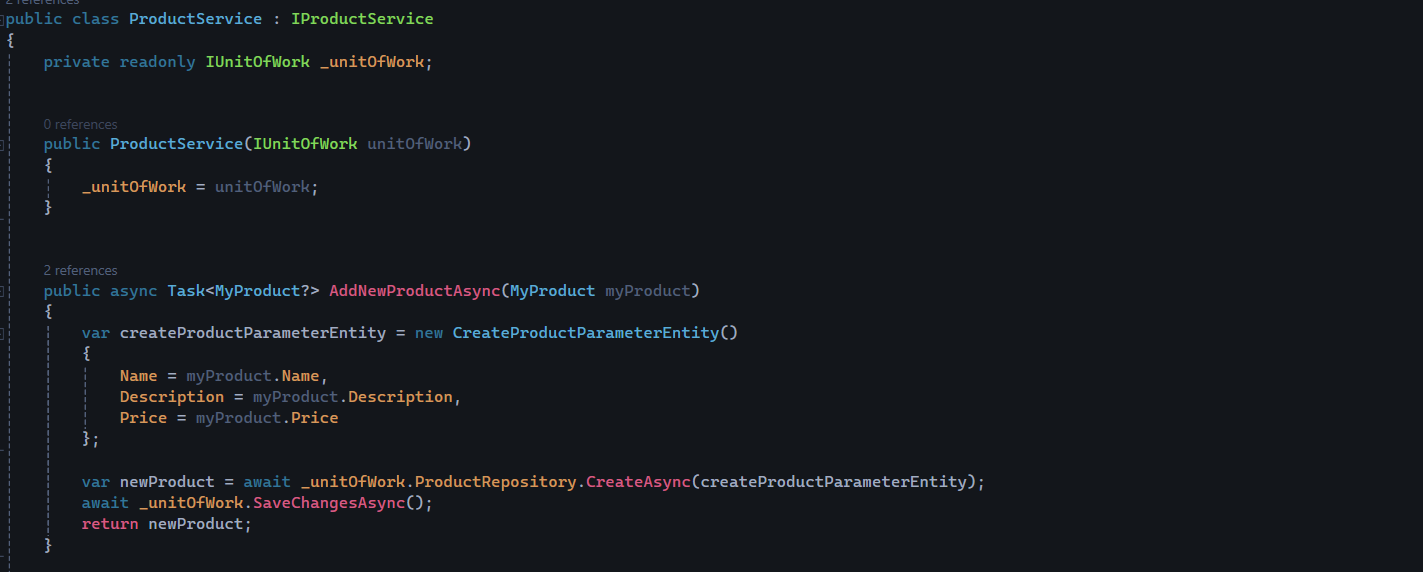 2 references
public class ProductService : IProductService
{
private readonly IUnitOfWork _unitOfWork;
0 references
public ProductService(IUnitOfWork unitOfWork)
{
_unitOfWork = unitOfWork;
}
2 references
public async Task<MyProduct?> AddNewProductAsync(MyProduct myProduct)
{
var createProductParameterEntity = new CreateProductParameterEntity()
{
Name = myProduct.Name,
Description = myProduct.Description,
Price = myProduct.Price
};
var newProduct = await _unitOfWork.ProductRepository.CreateAsync(createProductParameterEntity);
await _unitOfWork.SaveChangesAsync();
return newProduct;
}